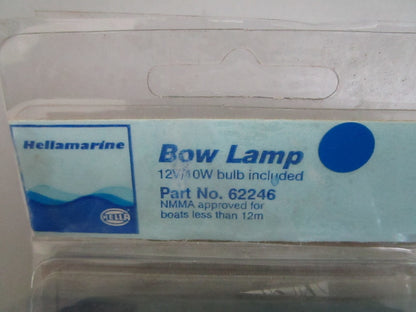 Hellamarine
Bow Lamp
12V/10W bulb included
Part No. 62246
NMMA approved for
boats less than 12m
HELLA